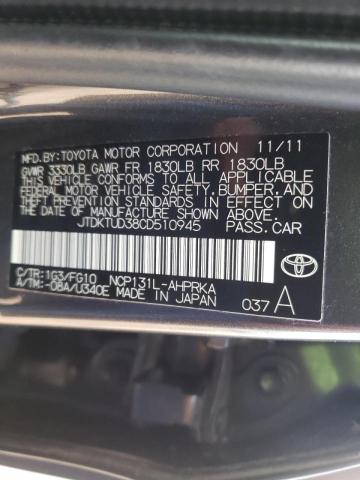 MFD.BY:TOYOTA MOTOR CORPORATION 11/11
GVWR 3330LB GAWR FR 1830LB RR 1830LB
THIS VEHICLE CONFORMS TO ALL APPLICABLE
FEDERAL MOTOR VEHICLE SAFETY, BUMPER, AND
THEFT PREVENTION STANDARDS IN EFFECT ON
THE DATE OF MANUFACTURE SHOWN ABOVE.
JTDKTUD38CD510945 PASS.CAR
C/TR:1G3/FG10 NCP131L-AHPRKA
A/TM:-08A/U340E MADE IN JAPAN
037A
TOYOTA